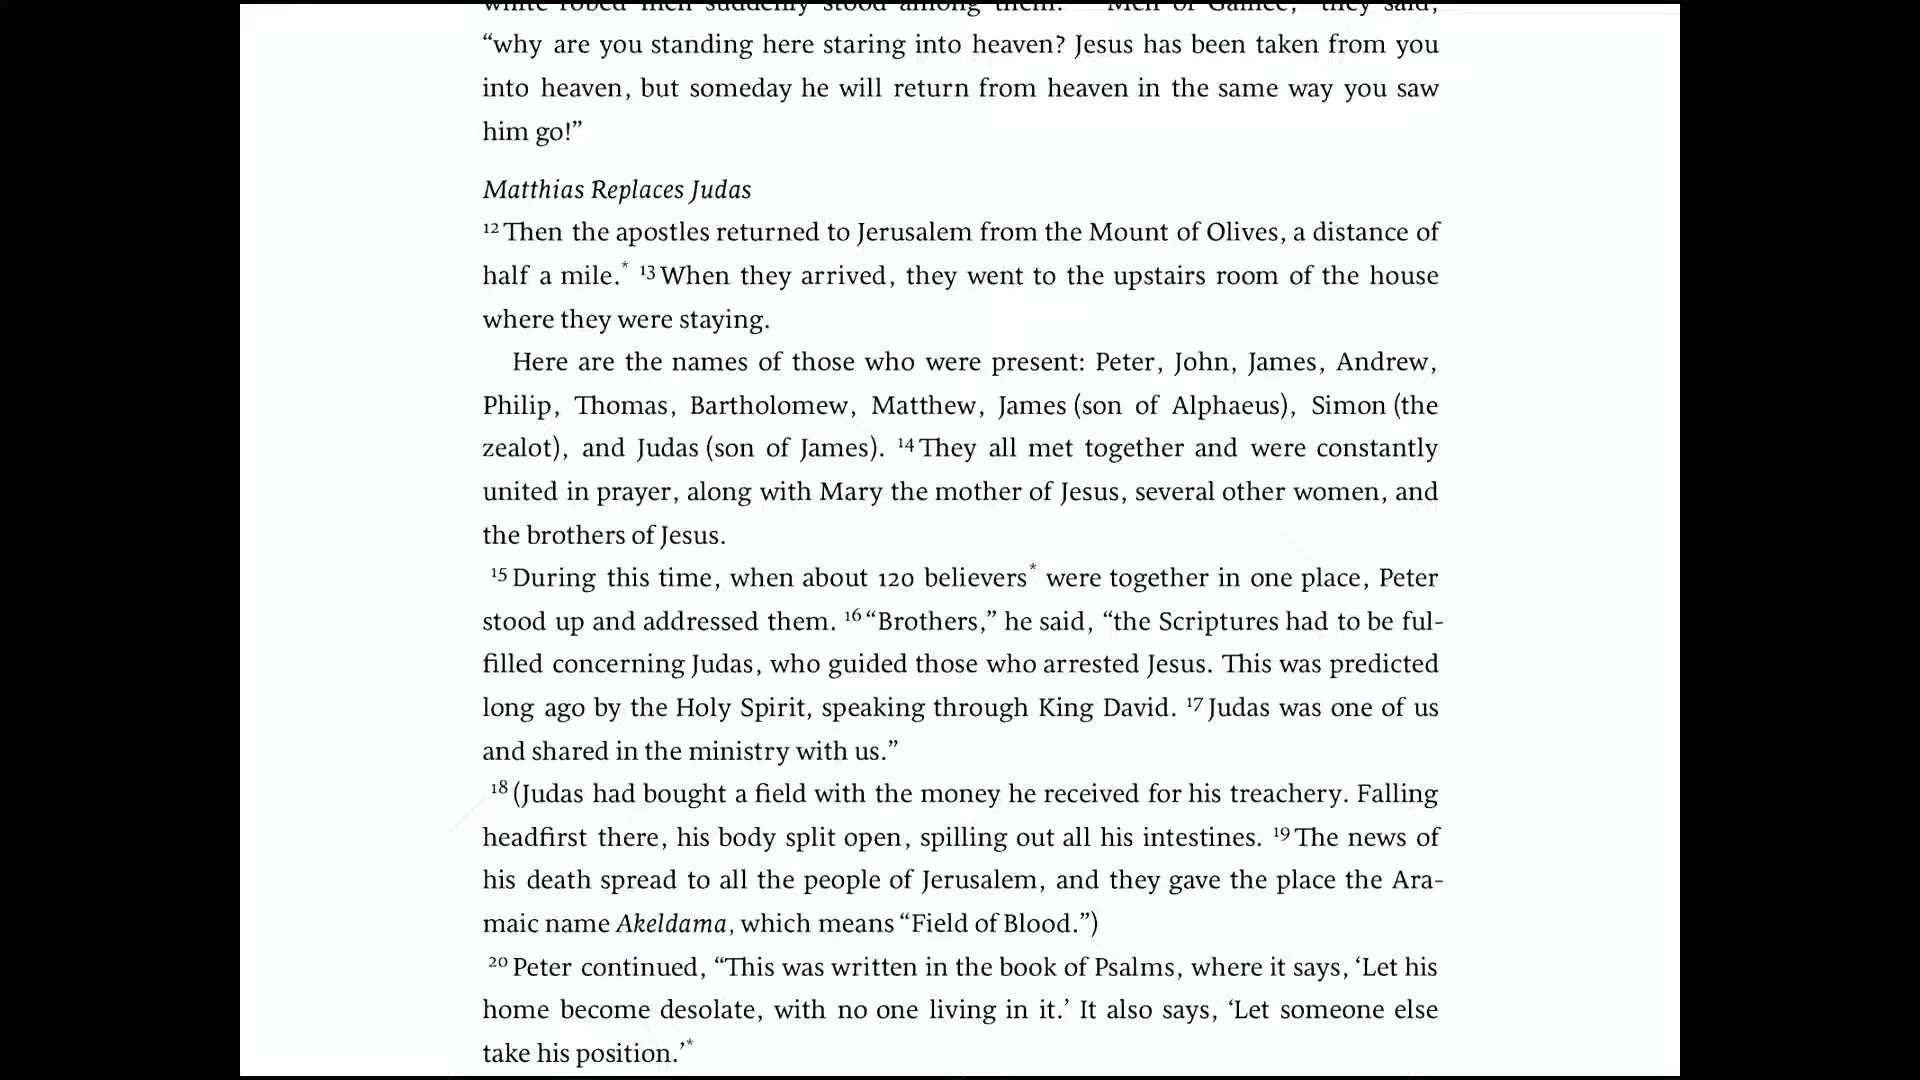 white robed men suddenly stood among them. “Men of Galilee,” they said,
“why are you standing here staring into heaven? Jesus has been taken from you
into heaven, but someday he will return from heaven in the same way you saw
him go!”
Matthias Replaces Judas
12 Then the apostles returned to Jerusalem from the Mount of Olives, a distance of
half a mile.* 13 When they arrived, they went to the upstairs room of the house
where they were staying.
Here are the names of those who were present: Peter, John, James, Andrew,
Philip, Thomas, Bartholomew, Matthew, James (son of Alphaeus), Simon (the
zealot), and Judas (son of James). 14 They all met together and were constantly
united in prayer, along with Mary the mother of Jesus, several other women, and
the brothers of Jesus.
15 During this time, when about 120 believers* were together in one place, Peter
stood up and addressed them. 16 “Brothers,” he said, “the Scriptures had to be ful-
filled concerning Judas, who guided those who arrested Jesus. This was predicted
long ago by the Holy Spirit, speaking through King David. 17 Judas was one of us
and shared in the ministry with us.”
18 (Judas had bought a field with the money he received for his treachery. Falling
headfirst there, his body split open, spilling out all his intestines. 19 The news of
his death spread to all the people of Jerusalem, and they gave the place the Ara-
maic name Akeldama, which means “Field of Blood.”)
20 Peter continued, “This was written in the book of Psalms, where it says, ‘Let his
home become desolate, with no one living in it.’ It also says, ‘Let someone else
take his position.’*